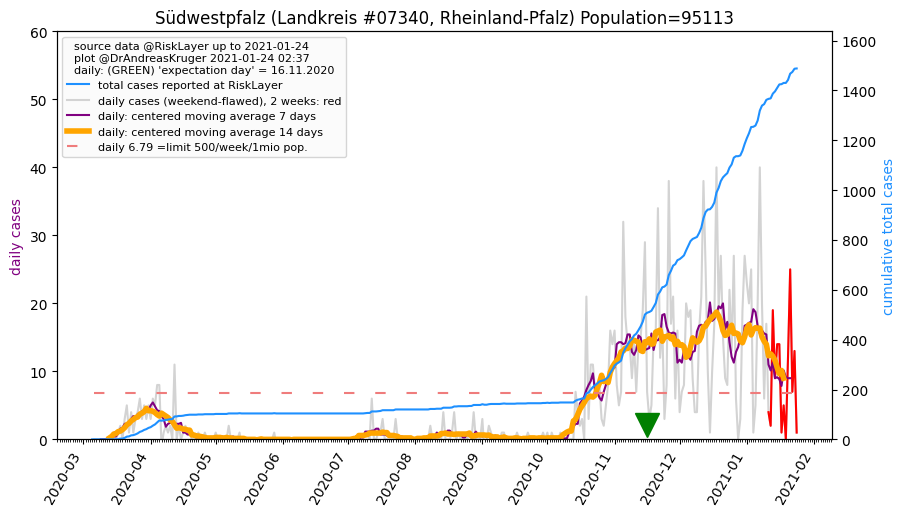 Südwestpfalz (Landkreis #07340, Rheinland-Pfalz) Population=95113
source data @RiskLayer up to 2021-01-24
plot @DrAndreasKruger 2021-01-24 02:37
daily: (GREEN) 'expectation day' = 16.11.2020
total cases reported at RiskLayer
daily cases (weekend-flawed), 2 weeks: red
daily: centered moving average 7 days
daily: centered moving average 14 days
daily 6.79 =limit 500/week/1mio pop.
daily cases
60
50
40
30
20
10
0
cumulative total cases
1600
1400
1200
1000
800
600
400
200
0
2020-03
2020-04
2020-05
2020-06
2020-07
2020-08
2020-09
2020-10
2020-11
2020-12
2021-01
2021-02